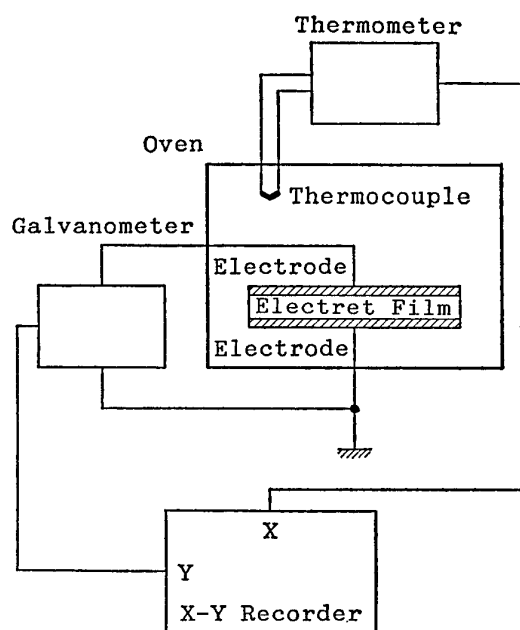 Thermometer
Oven
Thermocouple
Galvanometer
Electrode
Electret Film
Electrode
X
Y
X-Y Recorder